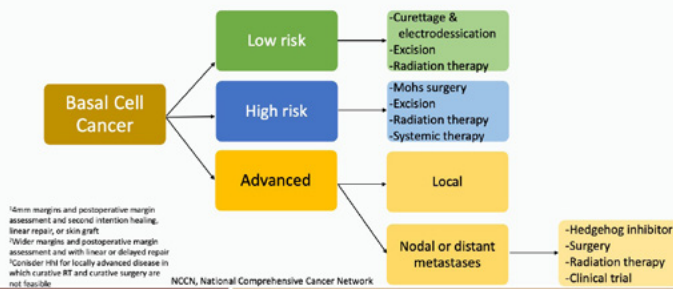 Low risk
-Curettage &
electrodessication
-Excision
-Radiation therapy
Basal Cell
Cancer
High risk
-Mohs surgery
-Excision
-Radiation therapy
-Systemic therapy
Advanced
Local
Nodal or distant
metastases
-Hedgehog inhibitor
-Surgery
-Radiation therapy
-Clinical trial
¹4mm margins and postoperative margin
assessment and second intention healing,
linear repair, or skin graft
²Wider margins and postoperative margin
assessment and with linear or delayed repair
³Conisder HhI for locally advanced disease in
which curative RT and curative surgery are
not feasible
NCCN, National Comprehensive Cancer Network